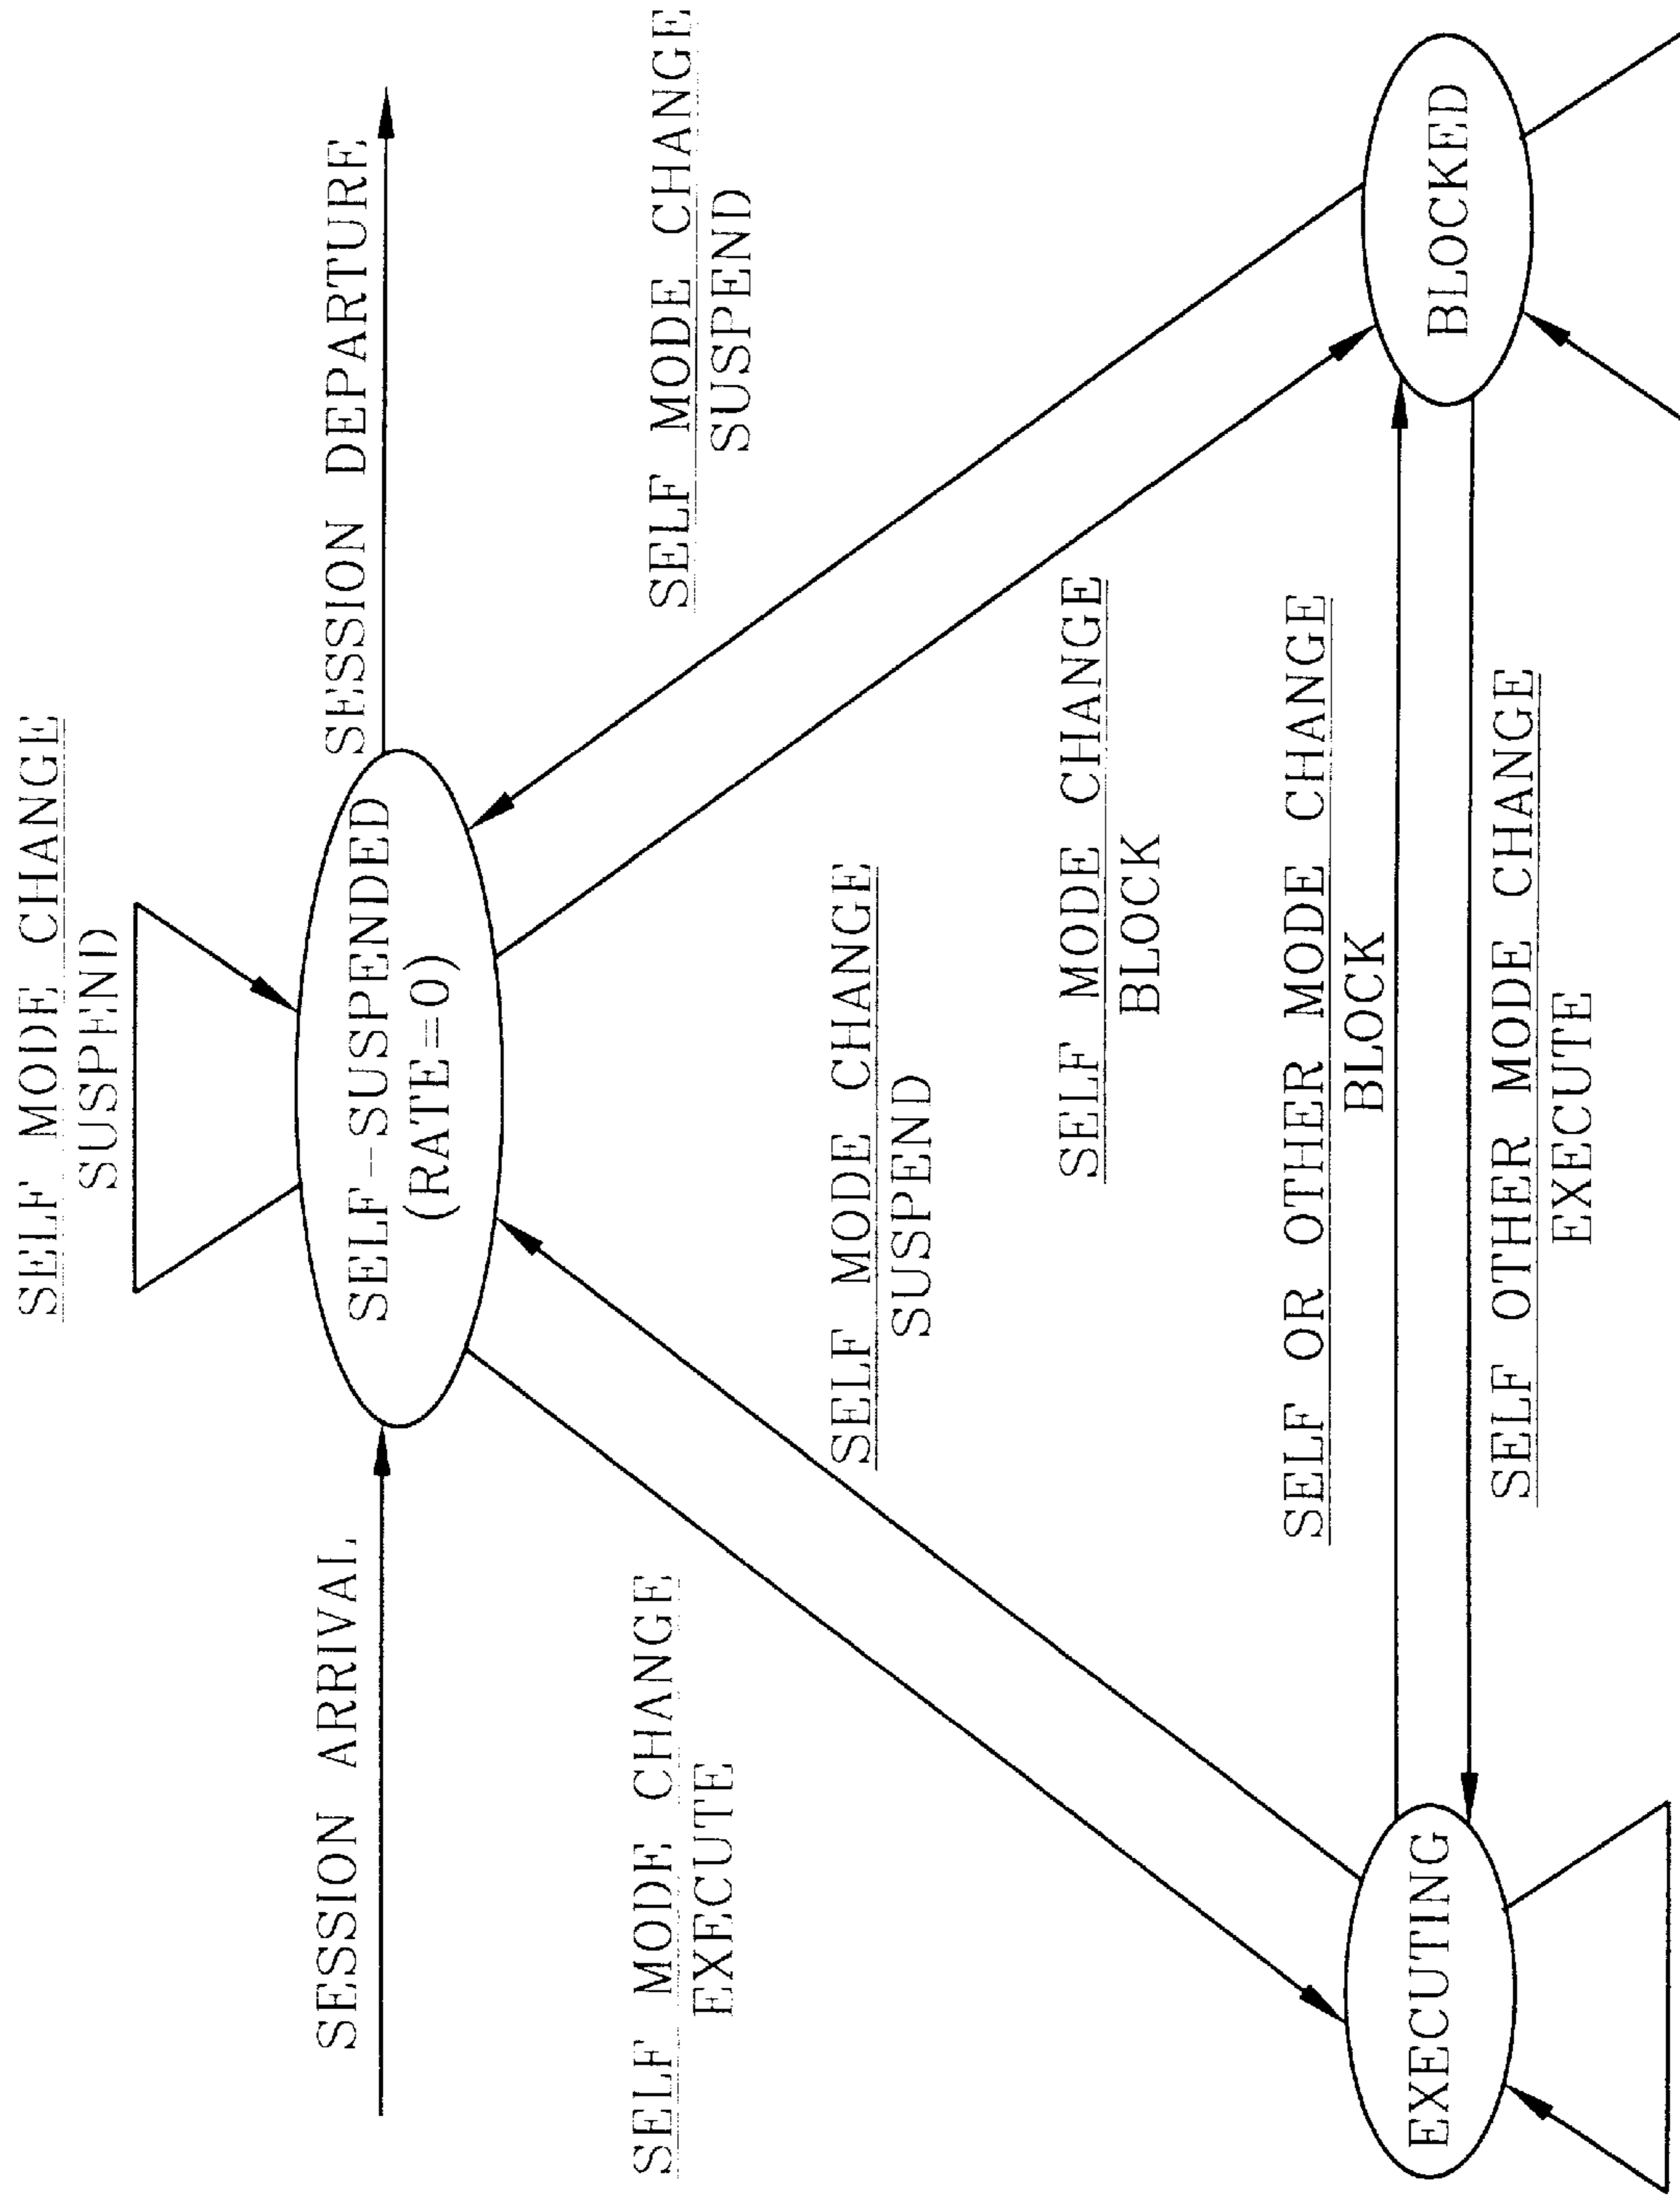 SELF MODE CHANGE
SUSPEND
SESSION ARRIVAL
SELF-SUSPENDED
(RATE=0)
SESSION DEPARTURE
SELF MODE CHANGE
EXECUTE
SELF MODE CHANGE
SUSPEND
SELF MODE CHANGE
SUSPEND
SELF MODE CHANGE
BLOCK
SELF OR OTHER MODE CHANGE
BLOCK
EXECUTING
BLOCKED
SELF OTHER MODE CHANGE
EXECUTE